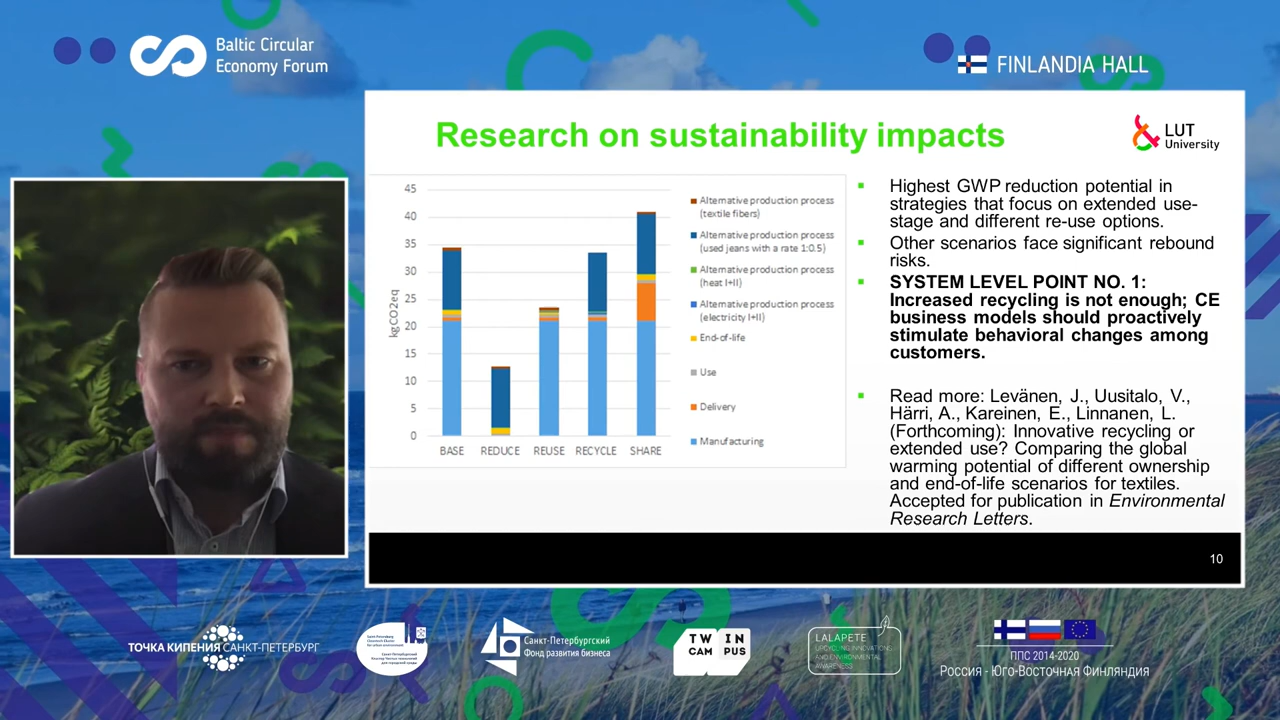 Baltic Circular
Economy Forum
FINLANDIA HALL
Research on sustainability impacts
LUT
University
45
40
35
30
25
20
15
10
5
0
kgCO2eq
BASE REDUCE REUSE RECYCLE SHARE
Alternative production process
(textile fibers)
Alternative production process
(used jeans with a rate 1:0.5)
Alternative production process
(heat I+II)
Alternative production process
(electricity I+II)
End-of-life
Use
Delivery
Manufacturing
Highest GWP reduction potential in
strategies that focus on extended use-
stage and different re-use options.
Other scenarios face significant rebound
risks.
SYSTEM LEVEL POINT NO. 1:
Increased recycling is not enough; CE
business models should proactively
stimulate behavioral changes among
customers.
Read more: Levänen, J., Uusitalo, V.,
Härri, A., Kareinen, E., Linnanen, L.
(Forthcoming): Innovative recycling or
extended use? Comparing the global
warming potential of different ownership
and end-of-life scenarios for textiles.
Accepted for publication in Environmental
Research Letters.
10
ТОЧКА КИПЕНИЯ САНКТ-ПЕТЕРБУРГ
Санкт-Петербургский
Фонд развития бизнеса
TW IN
CAM PUS
LALAPETE
UPCYCLING INNOVATIONS
AND ENVIRONMENTAL
AWARENESS
ППС 2014-2020
Россия - Юго-Восточная Финляндия